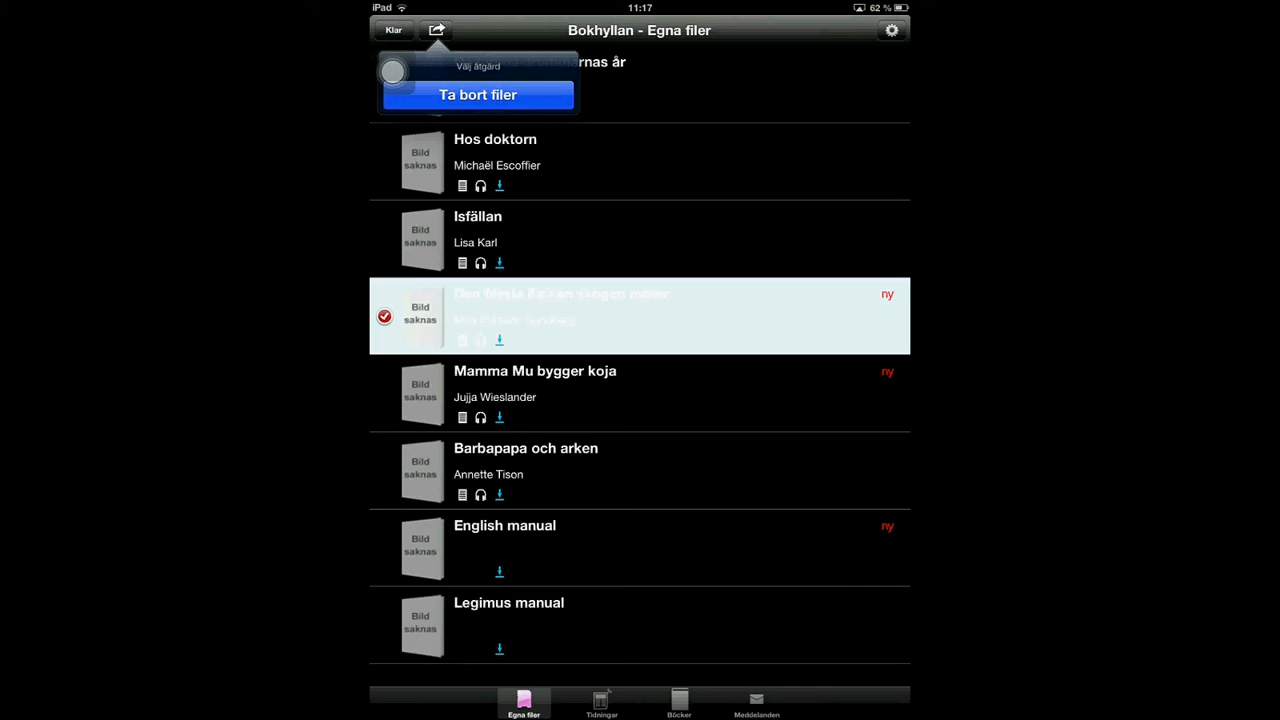 iPad
11:17
62 %
Klar
Bokhyllan - Egna filer
Välj åtgärd
Ta bort filer
rnas år
Bild saknas
Hos doktorn
Michaël Escoffier
Bild saknas
Isfällan
Lisa Karl
Bild saknas
ny
Bild saknas
Mamma Mu bygger koja
ny
Jujja Wieslander
Bild saknas
Barbapapa och arken
Annette Tison
Bild saknas
English manual
ny
Bild saknas
Legimus manual
Egna filer
Tidningar
Böcker
Meddelanden